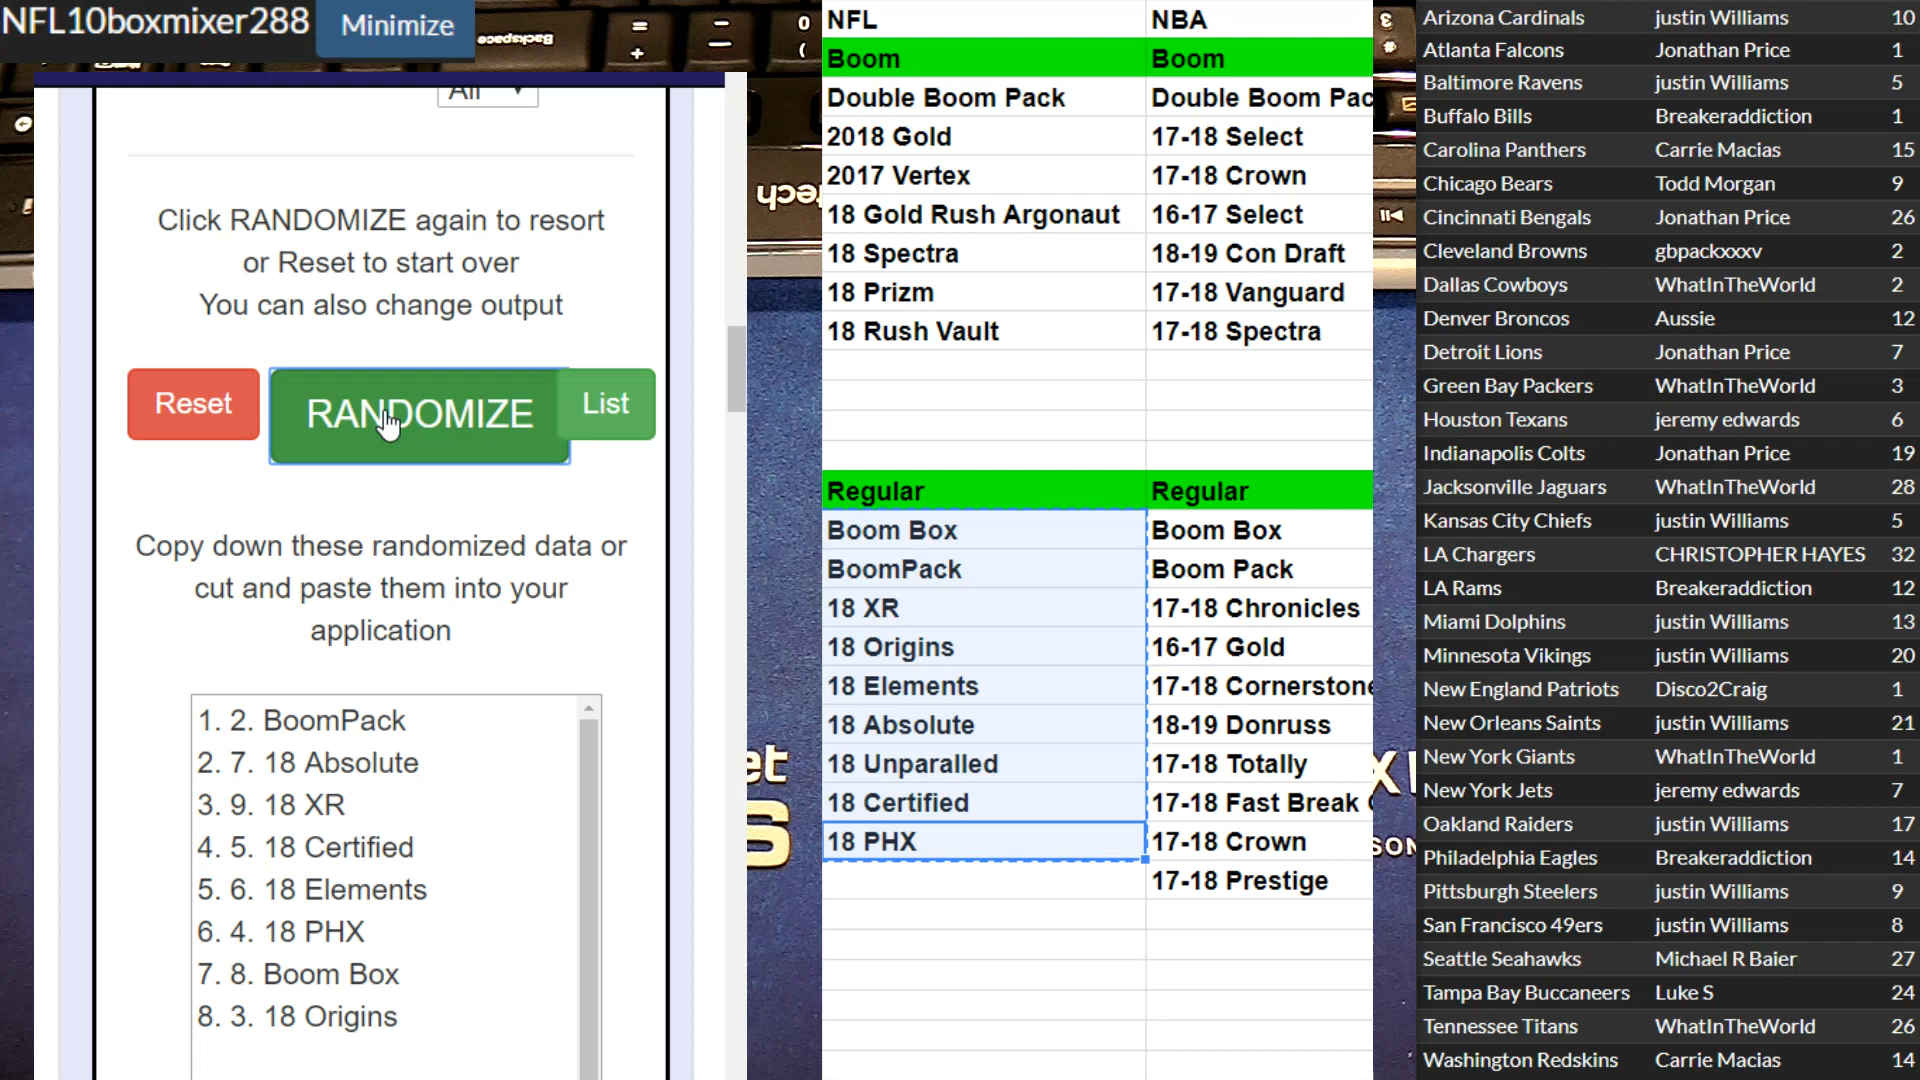 NFL10boxmixer288
Minimize
All
Click RANDOMIZE again to resort
or Reset to start over
You can also change output
Reset
RANDOMIZE
List
Copy down these randomized data or
cut and paste them into your
application
1. 2. BoomPack
2. 7. 18 Absolute
3. 9. 18 XR
4. 5. 18 Certified
5. 6. 18 Elements
6. 4. 18 PHX
7. 8. Boom Box
8. 3. 18 Origins
Backspace
NFL NBA
Boom Boom
Double Boom Pack Double Boom Pac
2018 Gold 17-18 Select
2017 Vertex 17-18 Crown
18 Gold Rush Argonaut 16-17 Select
18 Spectra 18-19 Con Draft
18 Prizm 17-18 Vanguard
18 Rush Vault 17-18 Spectra
Regular Regular
Boom Box Boom Box
BoomPack Boom Pack
18 XR 17-18 Chronicles
18 Origins 16-17 Gold
18 Elements 17-18 Cornerstone
18 Absolute 18-19 Donruss
18 Unparalled 17-18 Totally
18 Certified 17-18 Fast Break
18 PHX 17-18 Crown
17-18 Prestige
Arizona Cardinals justin Williams 10
Atlanta Falcons Jonathan Price 1
Baltimore Ravens justin Williams 5
Buffalo Bills Breakeraddiction 1
Carolina Panthers Carrie Macias 15
Chicago Bears Todd Morgan 9
Cincinnati Bengals Jonathan Price 26
Cleveland Browns gbpackxxxv 2
Dallas Cowboys WhatInTheWorld 2
Denver Broncos Aussie 12
Detroit Lions Jonathan Price 7
Green Bay Packers WhatInTheWorld 3
Houston Texans jeremy edwards 6
Indianapolis Colts Jonathan Price 19
Jacksonville Jaguars WhatInTheWorld 28
Kansas City Chiefs justin Williams 5
LA Chargers CHRISTOPHER HAYES 32
LA Rams Breakeraddiction 12
Miami Dolphins justin Williams 13
Minnesota Vikings justin Williams 20
New England Patriots Disco2Craig 1
New Orleans Saints justin Williams 21
New York Giants WhatInTheWorld 1
New York Jets jeremy edwards 7
Oakland Raiders justin Williams 17
Philadelphia Eagles Breakeraddiction 14
Pittsburgh Steelers justin Williams 9
San Francisco 49ers justin Williams 8
Seattle Seahawks Michael R Baier 27
Tampa Bay Buccaneers Luke S 24
Tennessee Titans WhatInTheWorld 26
Washington Redskins Carrie Macias 14